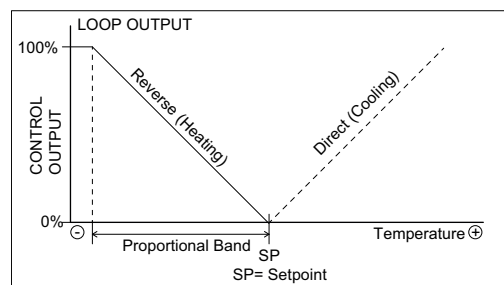 LOOP OUTPUT
100%
CONTROL
OUTPUT
Reverse (Heating)
Direct (Cooling)
0%
-
Temperature +
Proportional Band
SP
SP= Setpoint